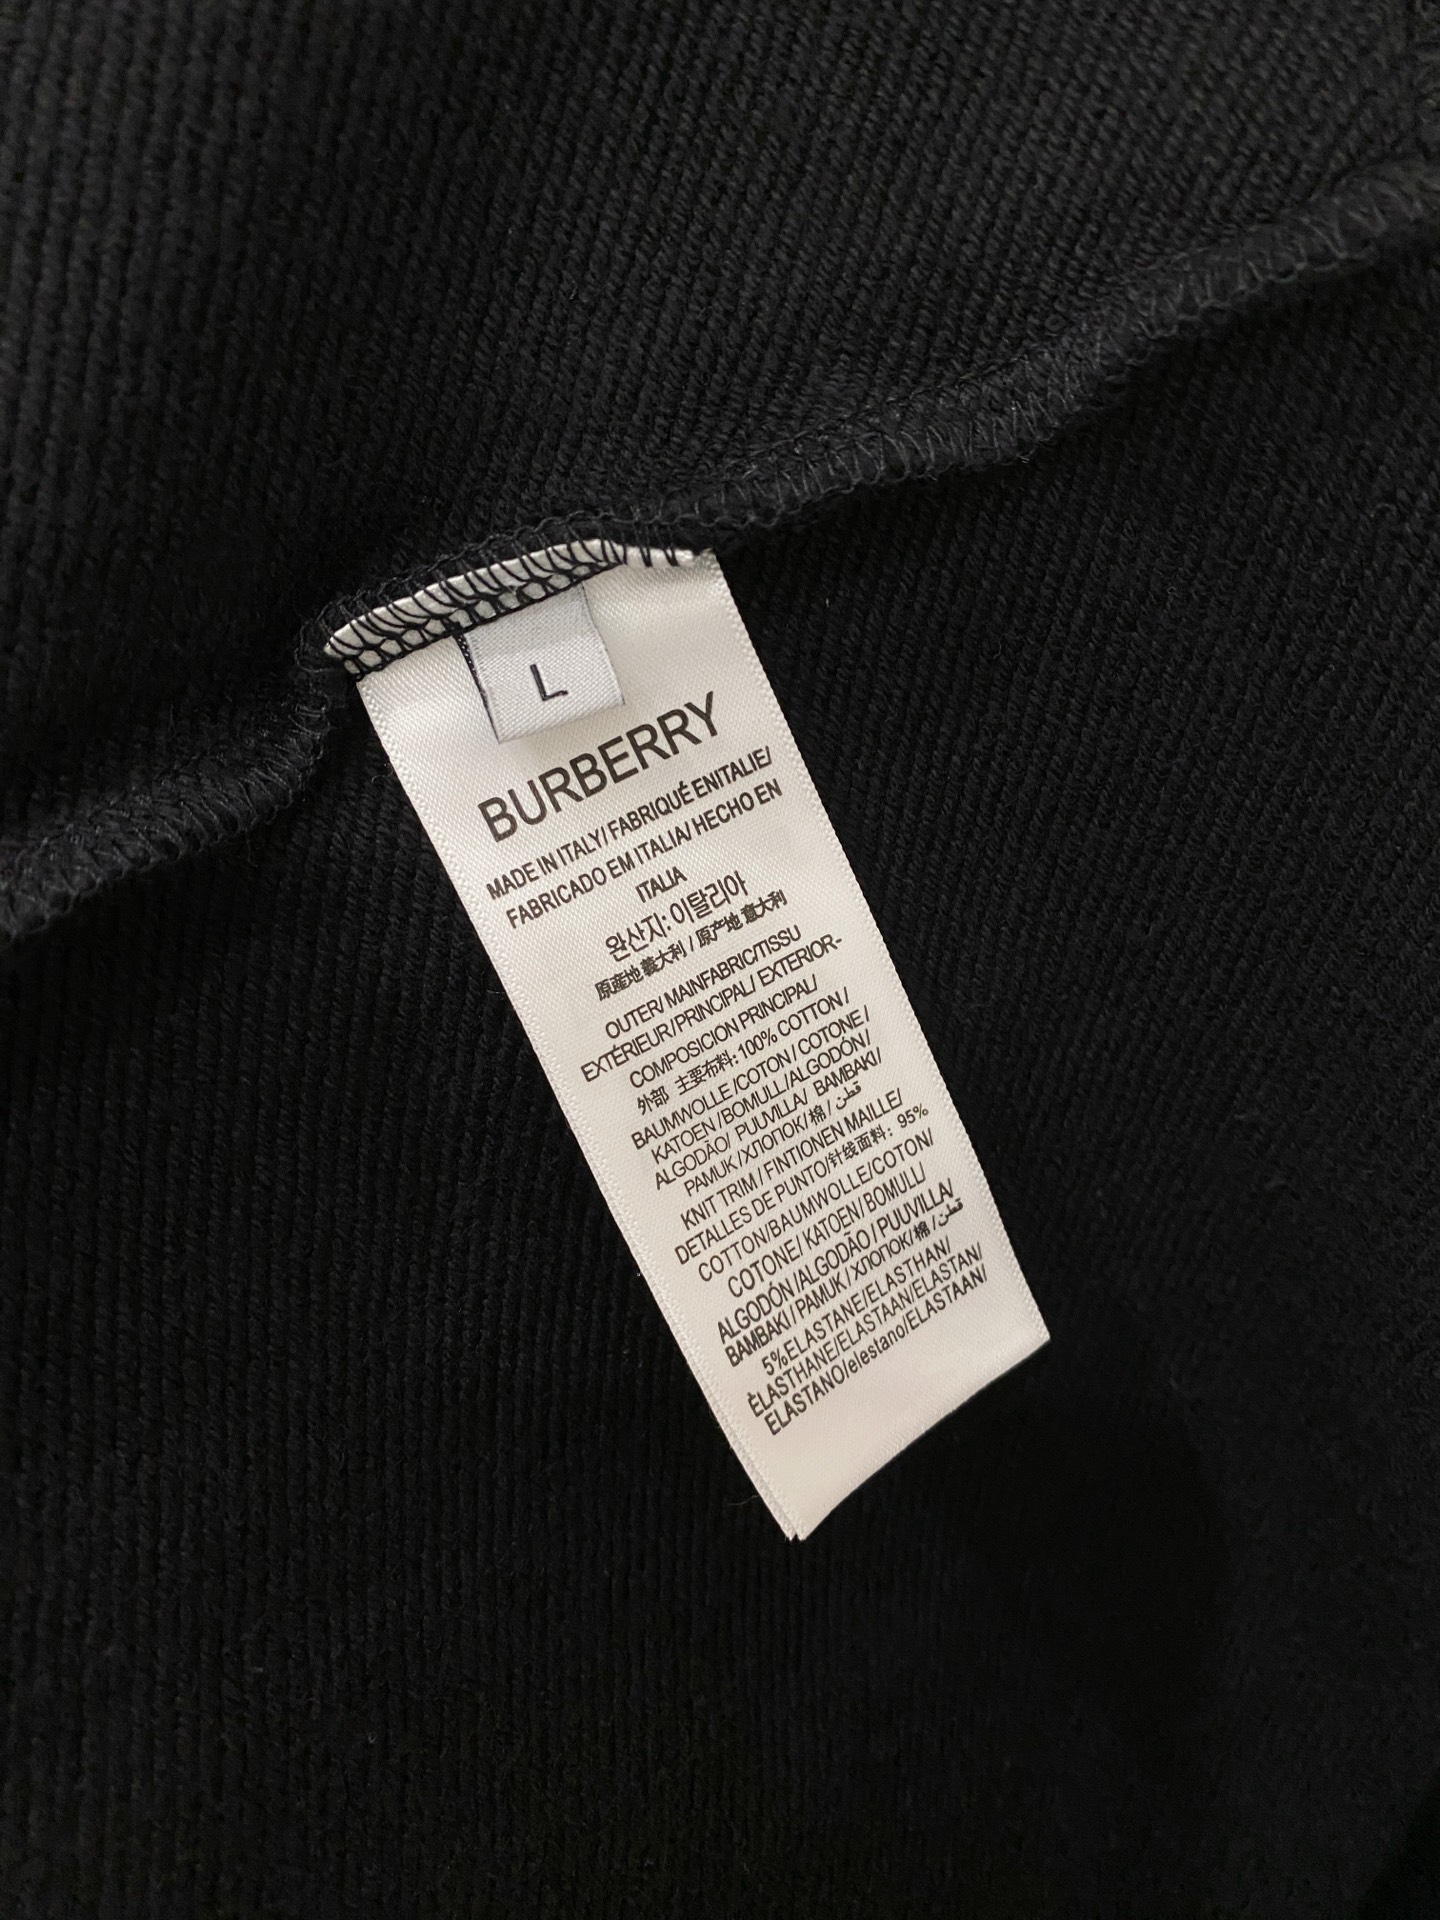 L
BURBERRY
MADE IN ITALY/ FABRIQUÉ ENITALIE/
FABRICADO EM ITALIA/ HECHO EN
ITALIA
완산지: 이탈리아
原産地 義大利 / 原产地 意大利
OUTER/ MAINFABRIC/TISSU
EXTÉRIEUR/PRINCIPAL/ EXTERIOR-
COMPOSICION PRINCIPAL/
外部 主要布料: 100% COTTON /
BAUMWOLLE /COTON / COTONE /
KATOEN /BOMULL/ALGODÓN/
ALGODÃO/ PUUVILLA/ BAMBAKI/
PAMUK /ХЛОПОК/棉/ قطن
KNIT TRIM / FINTIONEN MAILLE/
DETALLES DE PUNTO/针线面料: 95%
COTTON/BAUMWOLLE/COTON/
COTONE/ KATOEN/BOMULL/
ALGODÓN/ALGODÃO/PUUVILLA/
BAMBAKI/ PAMUK/ХЛОПОК/棉/ قطن
5%ELASTANE/ELASTHAN/
ÈLASTHANE/ELASTAAN/ELASTAN/
ELASTANO/elestano/ELASTAAN/